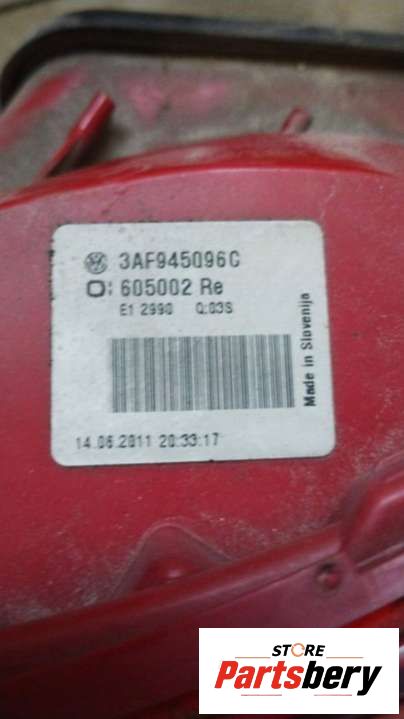 3AF945096C
605002 Re
E1 2990 Q:03S
Made in Slovenija
14.06.2011 20:33:17
STORE
Partsbery